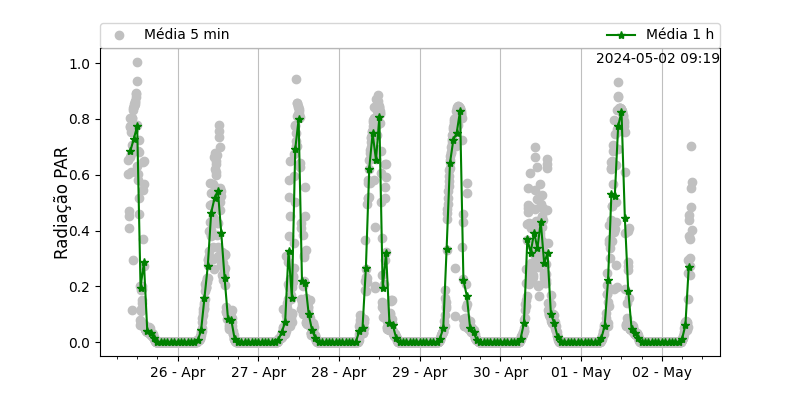 Média 5 min
Média 1 h
2024-05-02 09:19
Radiação PAR
1.0
0.8
0.6
0.4
0.2
0.0
26 - Apr
27 - Apr
28 - Apr
29 - Apr
30 - Apr
01 - May
02 - May